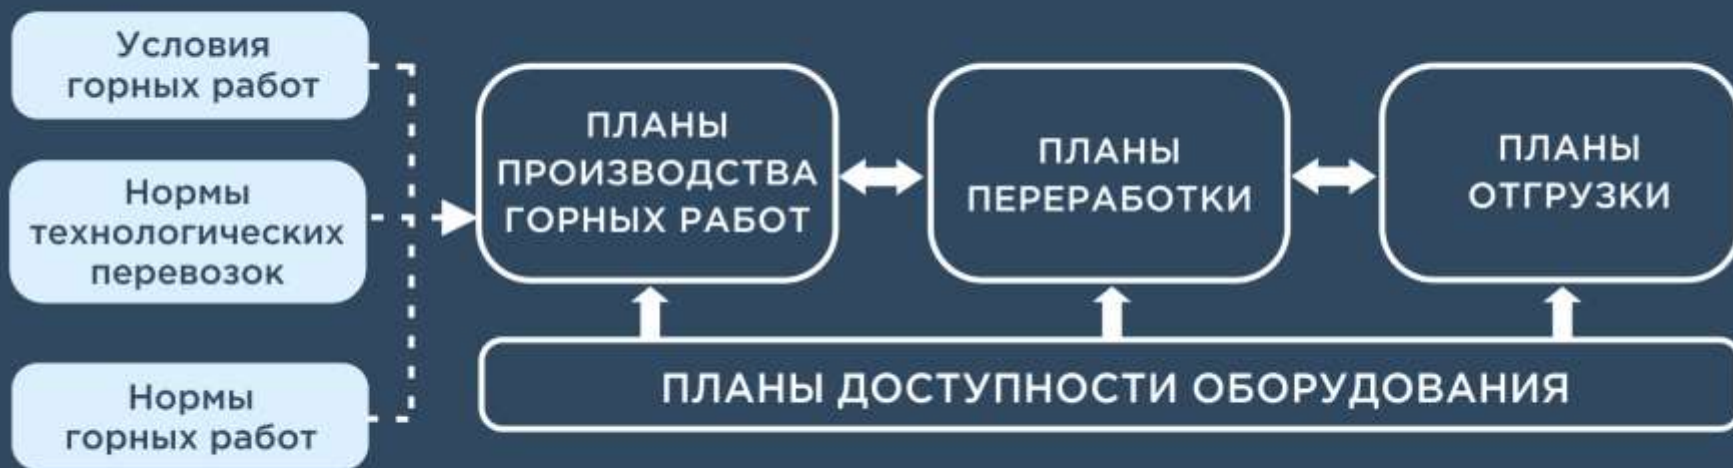 Условия
горных работ
Нормы
технологических
перевозок
Нормы
горных работ
ПЛАНЫ
ПРОИЗВОДСТВА
ГОРНЫХ РАБОТ
ПЛАНЫ
ПЕРЕРАБОТКИ
ПЛАНЫ
ОТГРУЗКИ
ПЛАНЫ ДОСТУПНОСТИ ОБОРУДОВАНИЯ